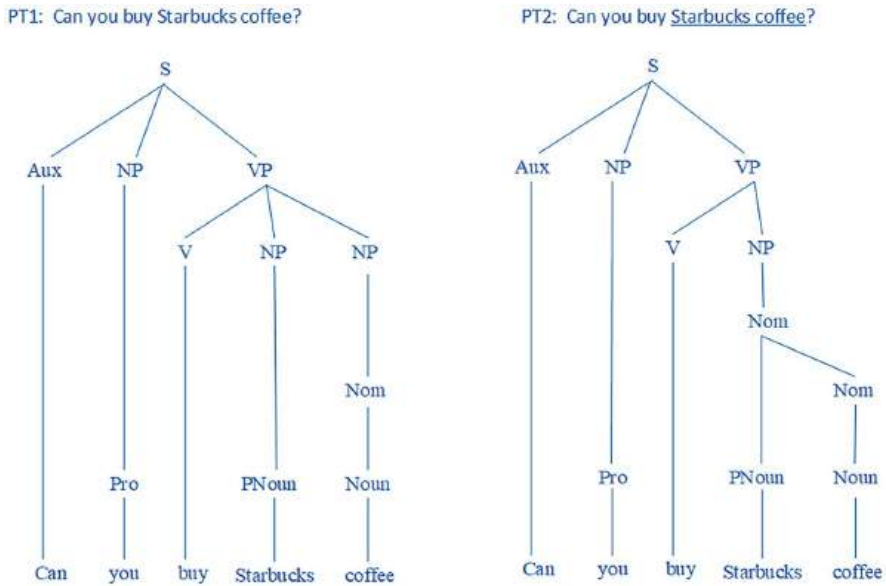 PT1: Can you buy Starbucks coffee?
PT2: Can you buy Starbucks coffee?
S
Aux NP VP
V NP NP
Nom
Pro PNoun Noun
Can you buy Starbucks coffee
S
Aux NP VP
V NP
Nom
Nom
Pro PNoun Noun
Can you buy Starbucks coffee